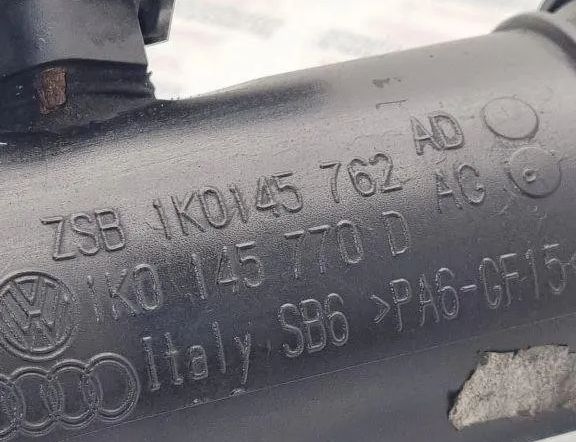 ZSB 1K0145 762 AD
1K0 145 770 D AG
Italy SB6 >PA6-GF15